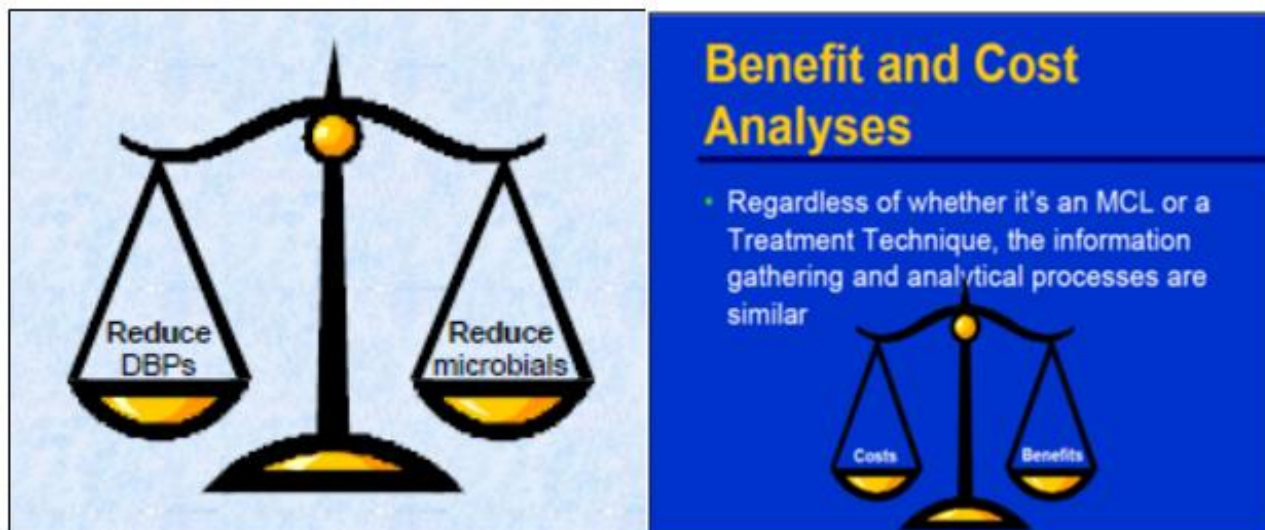 Reduce
DBPs
Reduce
microbials
Benefit and Cost
Analyses
• Regardless of whether it's an MCL or a
Treatment Technique, the information
gathering and analytical processes are
similar
Costs
Benefits